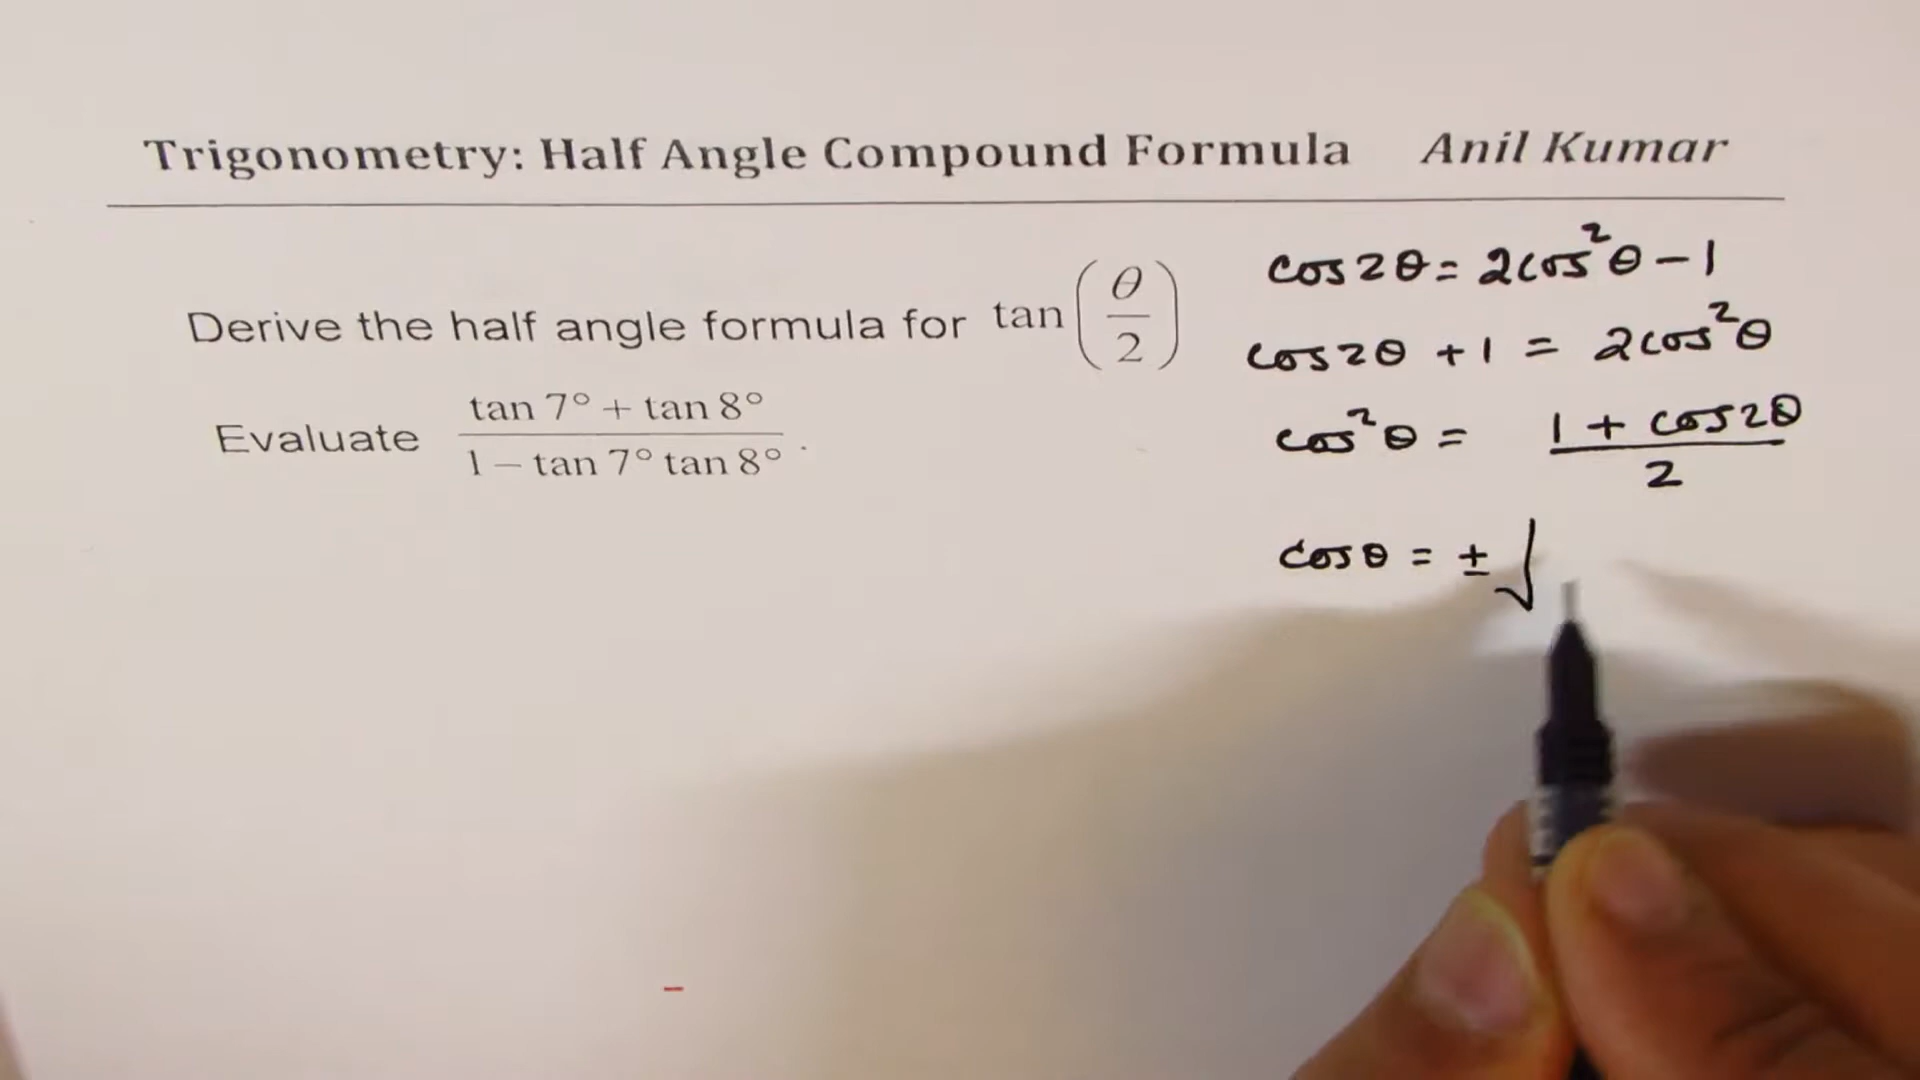 Trigonometry: Half Angle Compound Formula Anil Kumar
Derive the half angle formula for tan(θ/2)
Evaluate (tan 7° + tan 8°)/(1 – tan 7° tan 8°) .
cos2θ = 2cos²θ – 1
cos2θ + 1 = 2cos²θ
cos²θ = (1 + cos2θ)/2
cosθ = ± √